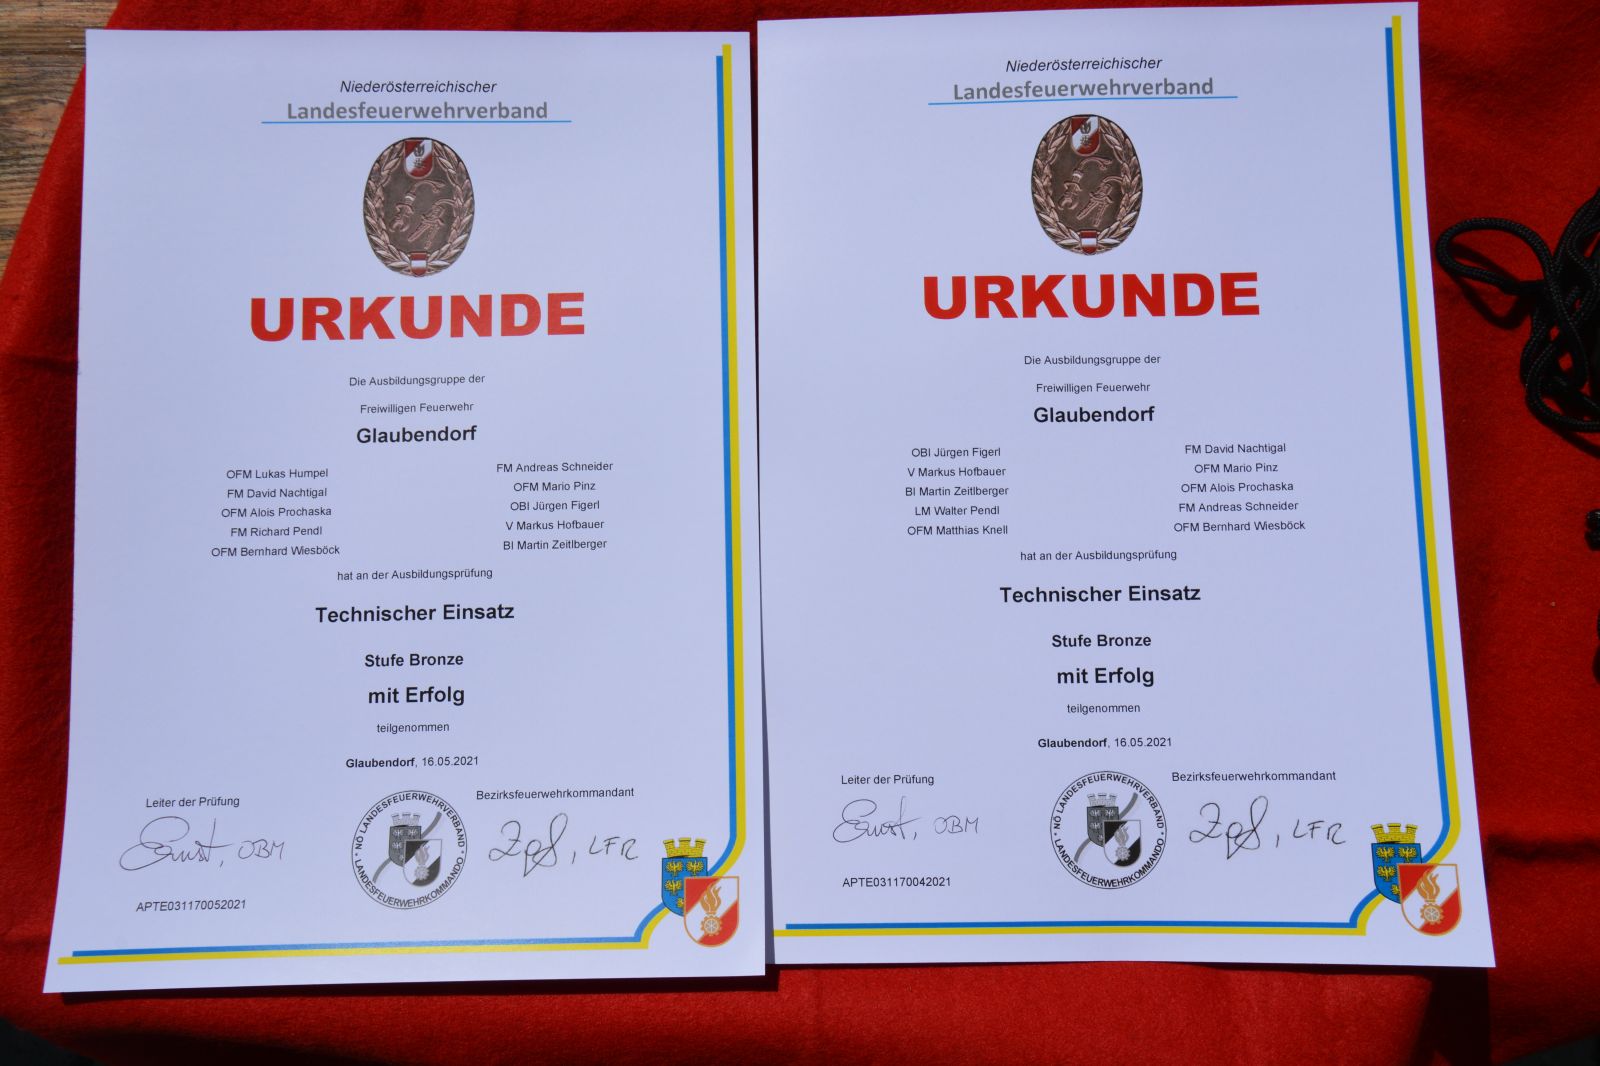 Niederösterreichischer
Landesfeuerwehrverband
URKUNDE
Die Ausbildungsgruppe der
Freiwilligen Feuerwehr
Glaubendorf
OFM Lukas Humpel
FM David Nachtigal
OFM Alois Prochaska
FM Richard Pendl
OFM Bernhard Wiesböck
FM Andreas Schneider
OFM Mario Pinz
OBI Jürgen Figerl
V Markus Hofbauer
BI Martin Zeitlberger
hat an der Ausbildungsprüfung
Technischer Einsatz
Stufe Bronze
mit Erfolg
teilgenommen
Glaubendorf, 16.05.2021
Leiter der Prüfung
Ernst, OBM
APTE031170052021
NÖ LANDESFEUERWEHRVERBAND
* LANDESFEUERWEHRKOMMANDO *
Bezirksfeuerwehrkommandant
LFR
Niederösterreichischer
Landesfeuerwehrverband
URKUNDE
Die Ausbildungsgruppe der
Freiwilligen Feuerwehr
Glaubendorf
OBI Jürgen Figerl
V Markus Hofbauer
BI Martin Zeitlberger
LM Walter Pendl
OFM Matthias Knell
FM David Nachtigal
OFM Mario Pinz
OFM Alois Prochaska
FM Andreas Schneider
OFM Bernhard Wiesböck
hat an der Ausbildungsprüfung
Technischer Einsatz
Stufe Bronze
mit Erfolg
teilgenommen
Glaubendorf, 16.05.2021
Leiter der Prüfung
Ernst, OBM
APTE031170042021
NÖ LANDESFEUERWEHRVERBAND
* LANDESFEUERWEHRKOMMANDO *
Bezirksfeuerwehrkommandant
LFR